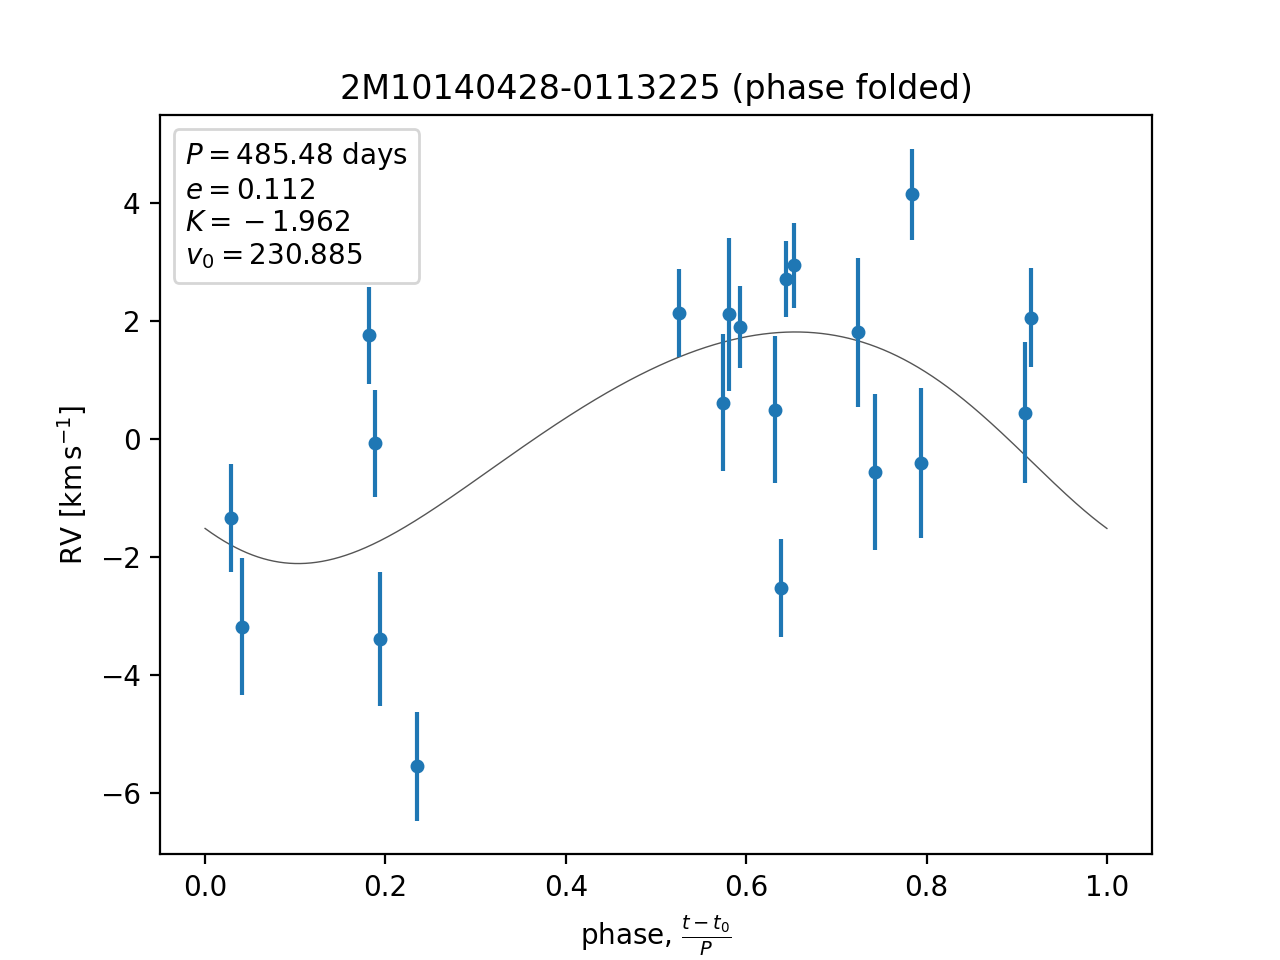 2M10140428-0113225 (phase folded)
P = 485.48 days
e = 0.112
K = −1.962
v₀ = 230.885
RV [km s⁻¹]
4
2
0
−2
−4
−6
0.0 0.2 0.4 0.6 0.8 1.0
phase, (t − t₀)/P